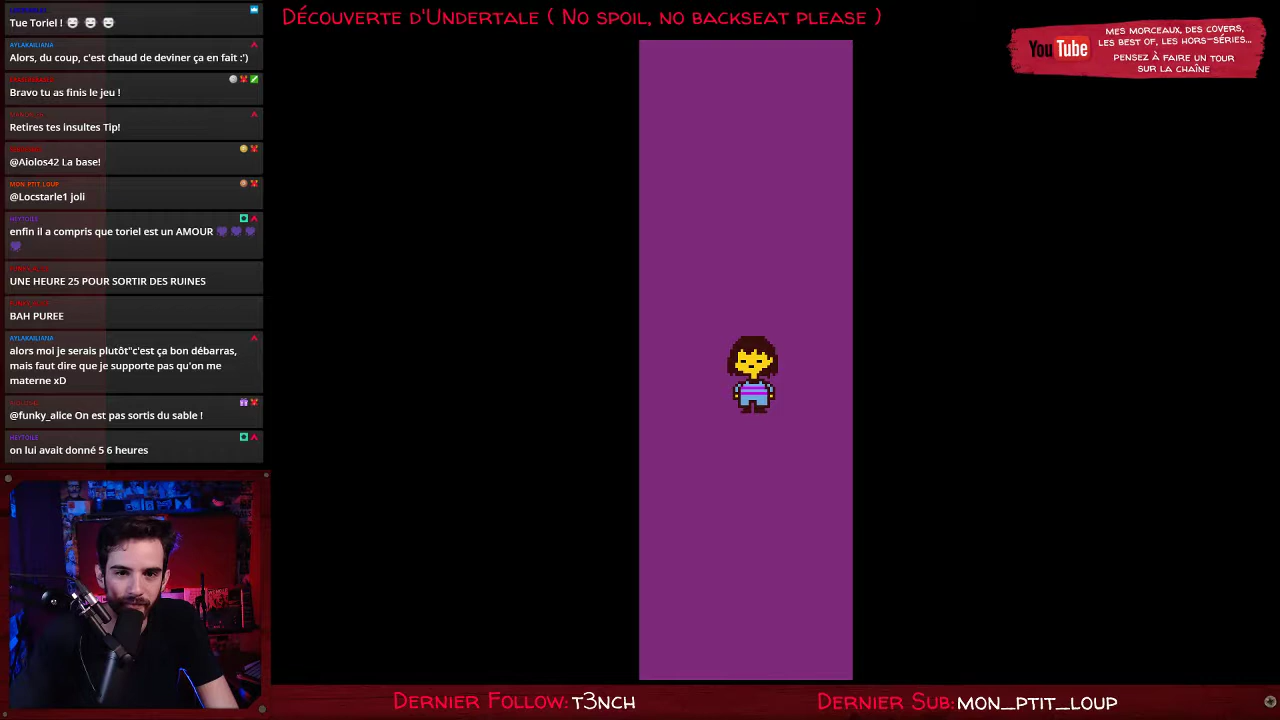 Découverte d'Undertale ( No spoil, no backseat please )
YouTube
MES MORCEAUX, DES COVERS,
LES BEST OF, LES HORS-SÉRIES...
PENSEZ À FAIRE UN TOUR
SUR LA CHAÎNE
Tue Toriel !
AYLAKAILIANA
Alors, du coup, c'est chaud de deviner ça en fait :')
Bravo tu as finis le jeu !
Retires tes insultes Tip!
@Aiolos42 La base!
MON_PTIT_LOUP
@Locstarle1 joli
HEYTOILE
enfin il a compris que toriel est un AMOUR
UNE HEURE 25 POUR SORTIR DES RUINES
BAH PUREE
AYLAKAILIANA
alors moi je serais plutôt"c'est ça bon débarras,
mais faut dire que je supporte pas qu'on me
materne xD
@funky_alice On est pas sortis du sable !
HEYTOILE
on lui avait donné 5 6 heures
Dernier Follow: T3NCH
Dernier Sub: MON_PTIT_LOUP